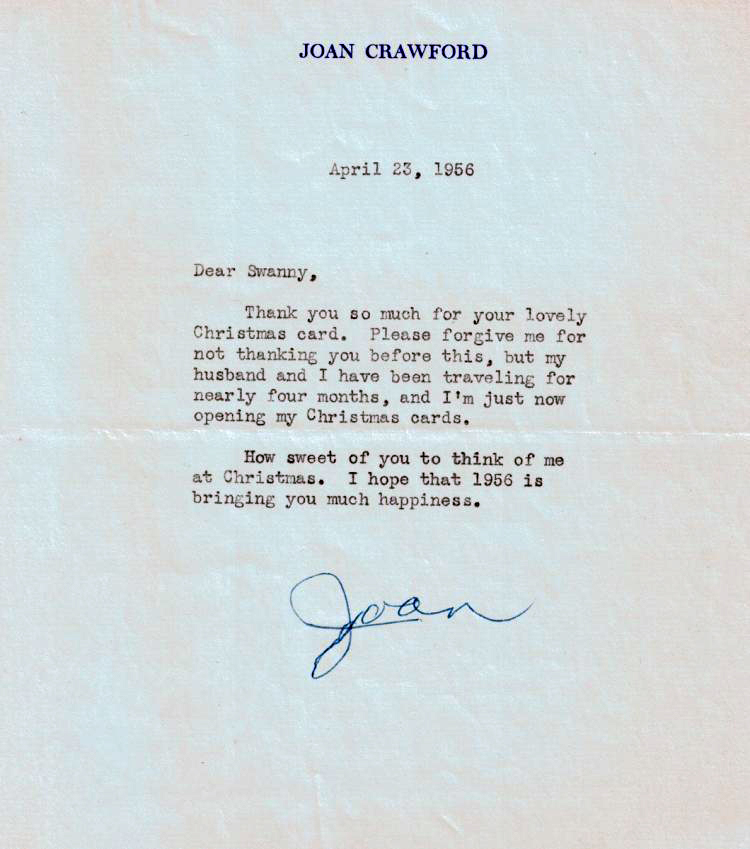 JOAN CRAWFORD
April 23, 1956
Dear Swanny,
Thank you so much for your lovely
Christmas card.  Please forgive me for
not thanking you before this, but my
husband and I have been traveling for
nearly four months, and I'm just now
opening my Christmas cards.
How sweet of you to think of me
at Christmas.  I hope that 1956 is
bringing you much happiness.
Joan